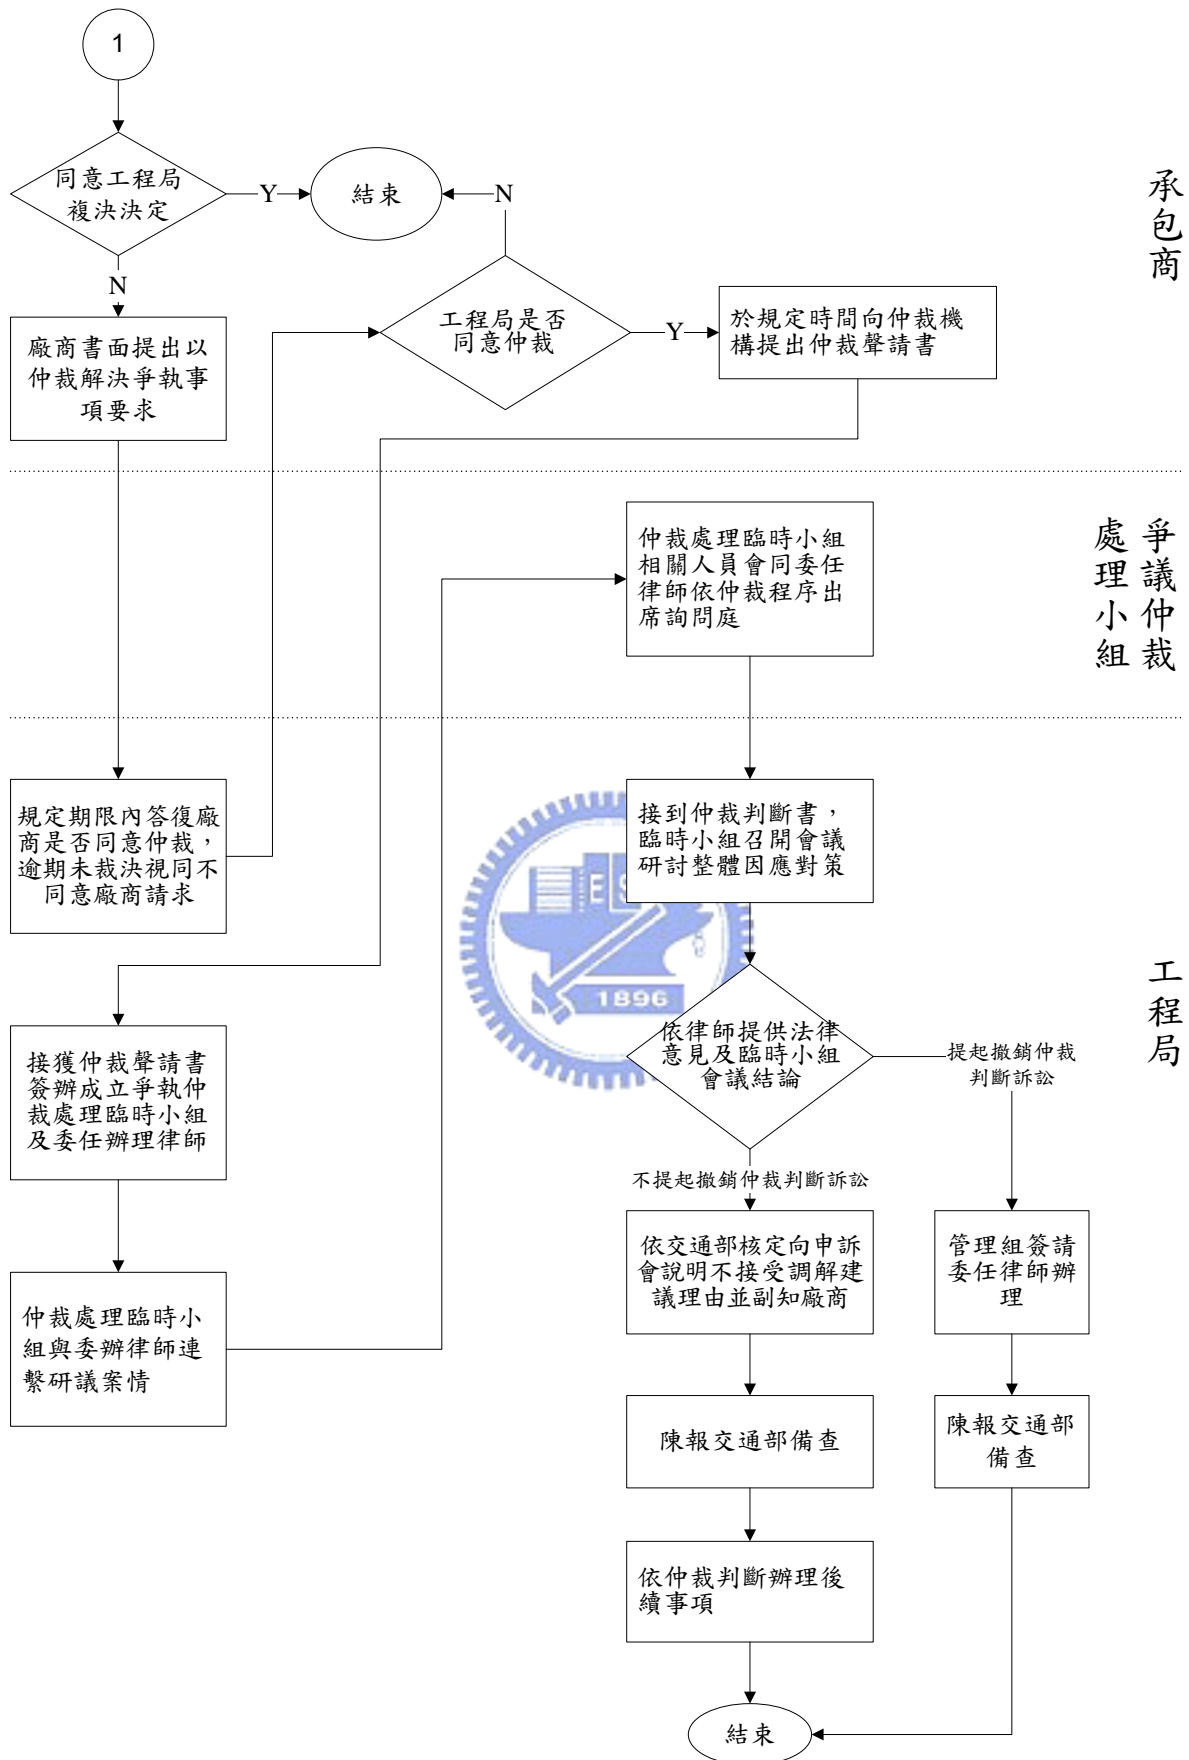 1
同意工程局
複決決定
Y
結束
N
N
廠商書面提出以
仲裁解決爭執事
項要求
工程局是否
同意仲裁
Y
於規定時間向仲裁機
構提出仲裁聲請書
承包商
仲裁處理臨時小組
相關人員會同委任
律師依仲裁程序出
席詢問庭
爭議仲裁
處理小組
規定期限內答復廠
商是否同意仲裁，
逾期未裁決視同不
同意廠商請求
接到仲裁判斷書，
臨時小組召開會議
研討整體因應對策
ES
1896
依律師提供法律
意見及臨時小組
會議結論
提起撤銷仲裁
判斷訴訟
工程局
接獲仲裁聲請書
簽辦成立爭執仲
裁處理臨時小組
及委任辦理律師
不提起撤銷仲裁判斷訴訟
依交通部核定向申訴
會說明不接受調解建
議理由並副知廠商
管理組簽請
委任律師辦
理
仲裁處理臨時小
組與委辦律師連
繫研議案情
陳報交通部備查
陳報交通部
備查
依仲裁判斷辦理後
續事項
結束